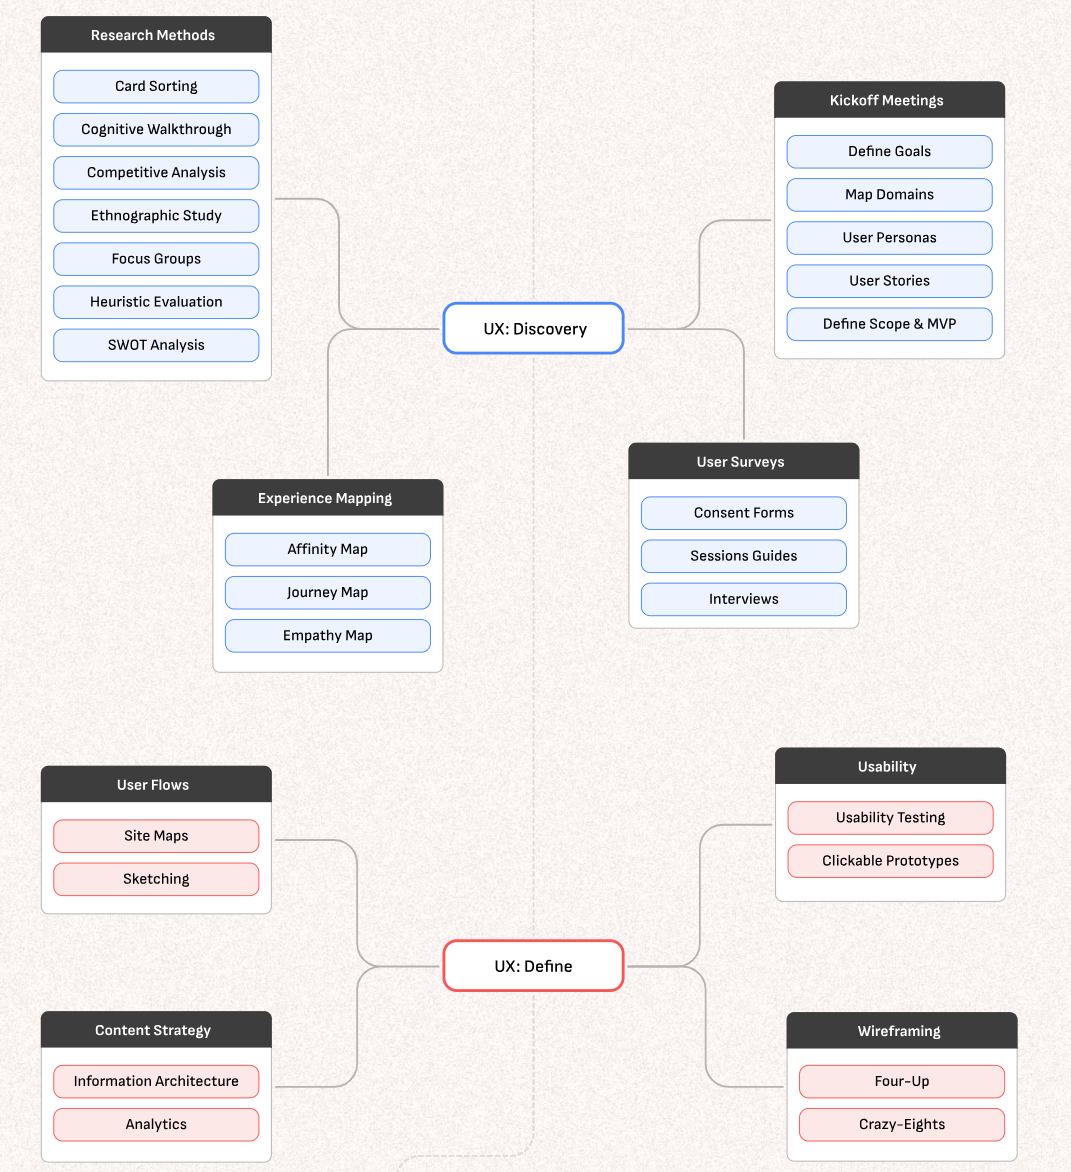 Research Methods
Card Sorting
Cognitive Walkthrough
Competitive Analysis
Ethnographic Study
Focus Groups
Heuristic Evaluation
SWOT Analysis
Kickoff Meetings
Define Goals
Map Domains
User Personas
User Stories
Define Scope & MVP
UX: Discovery
Experience Mapping
Affinity Map
Journey Map
Empathy Map
User Surveys
Consent Forms
Sessions Guides
Interviews
User Flows
Site Maps
Sketching
Usability
Usability Testing
Clickable Prototypes
UX: Define
Content Strategy
Information Architecture
Analytics
Wireframing
Four-Up
Crazy-Eights